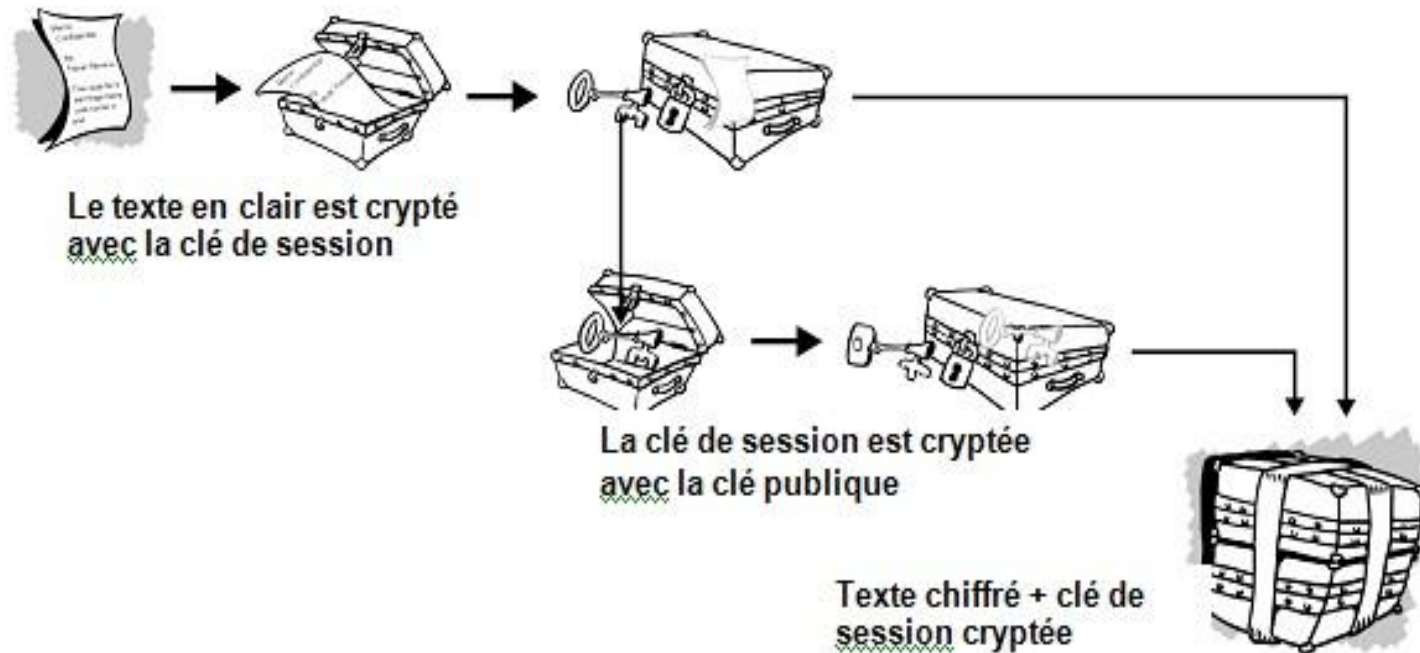 Le texte en clair est crypté
avec la clé de session
La clé de session est cryptée
avec la clé publique
Texte chiffré + clé de
session cryptée